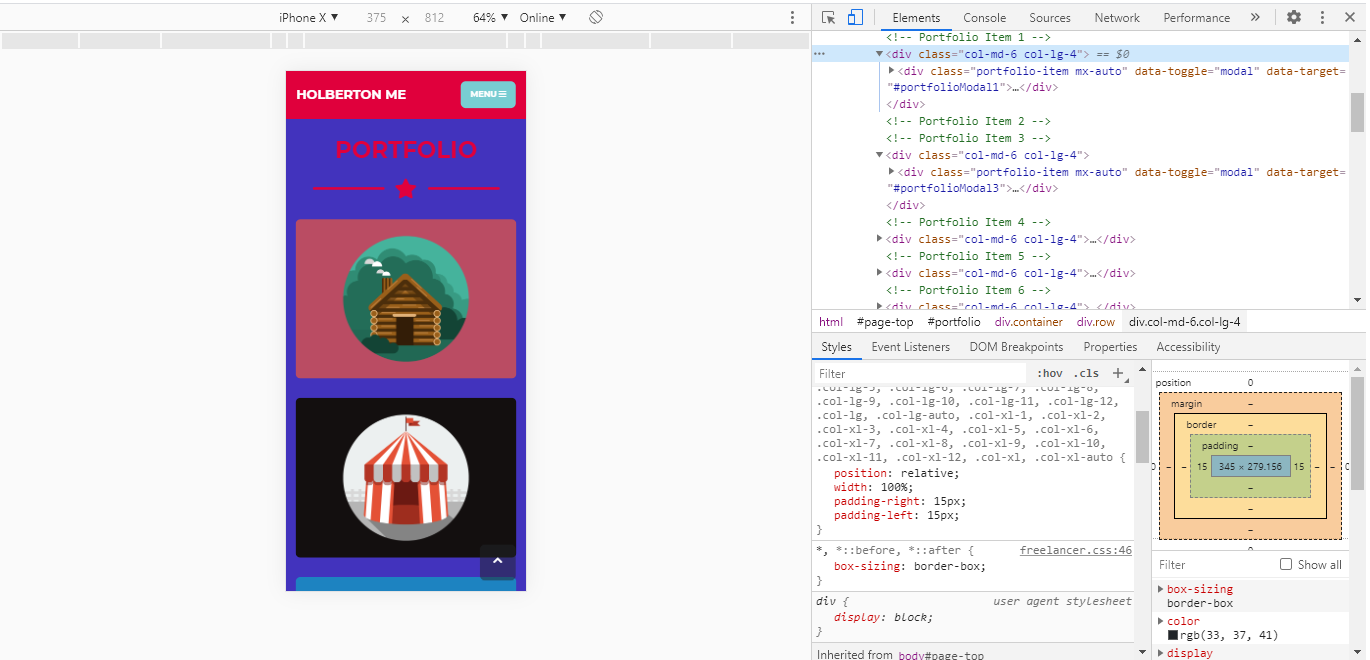 iPhone X ▼ 375 × 812 64% ▼ Online ▼
HOLBERTON ME
MENU
PORTFOLIO
Elements Console Sources Network Performance »
<!-- Portfolio Item 1 -->
… ▼<div class="col-md-6 col-lg-4"> == $0
▶<div class="portfolio-item mx-auto" data-toggle="modal" data-target=
"#portfolioModal1">…</div>
</div>
<!-- Portfolio Item 2 -->
<!-- Portfolio Item 3 -->
▼<div class="col-md-6 col-lg-4">
▶<div class="portfolio-item mx-auto" data-toggle="modal" data-target=
"#portfolioModal3">…</div>
</div>
<!-- Portfolio Item 4 -->
▶<div class="col-md-6 col-lg-4">…</div>
<!-- Portfolio Item 5 -->
▶<div class="col-md-6 col-lg-4">…</div>
<!-- Portfolio Item 6 -->
▶<div class="col-md-6 col-lg-4">…</div>
html #page-top #portfolio div.container div.row div.col-md-6.col-lg-4
Styles Event Listeners DOM Breakpoints Properties Accessibility
Filter :hov .cls +
.col-lg-5, .col-lg-6, .col-lg-7, .col-lg-8,
.col-lg-9, .col-lg-10, .col-lg-11, .col-lg-12,
.col-lg, .col-lg-auto, .col-xl-1, .col-xl-2,
.col-xl-3, .col-xl-4, .col-xl-5, .col-xl-6,
.col-xl-7, .col-xl-8, .col-xl-9, .col-xl-10,
.col-xl-11, .col-xl-12, .col-xl, .col-xl-auto {
position: relative;
width: 100%;
padding-right: 15px;
padding-left: 15px;
}
*, *::before, *::after { freelancer.css:46
box-sizing: border-box;
}
div { user agent stylesheet
display: block;
}
Inherited from body#page-top
position 0
margin –
border –
padding –
0 – – 15 345 × 279.156 15 – – 0
–
–
–
0
Filter Show all
▶ box-sizing
border-box
▶ color
rgb(33, 37, 41)
▶ display